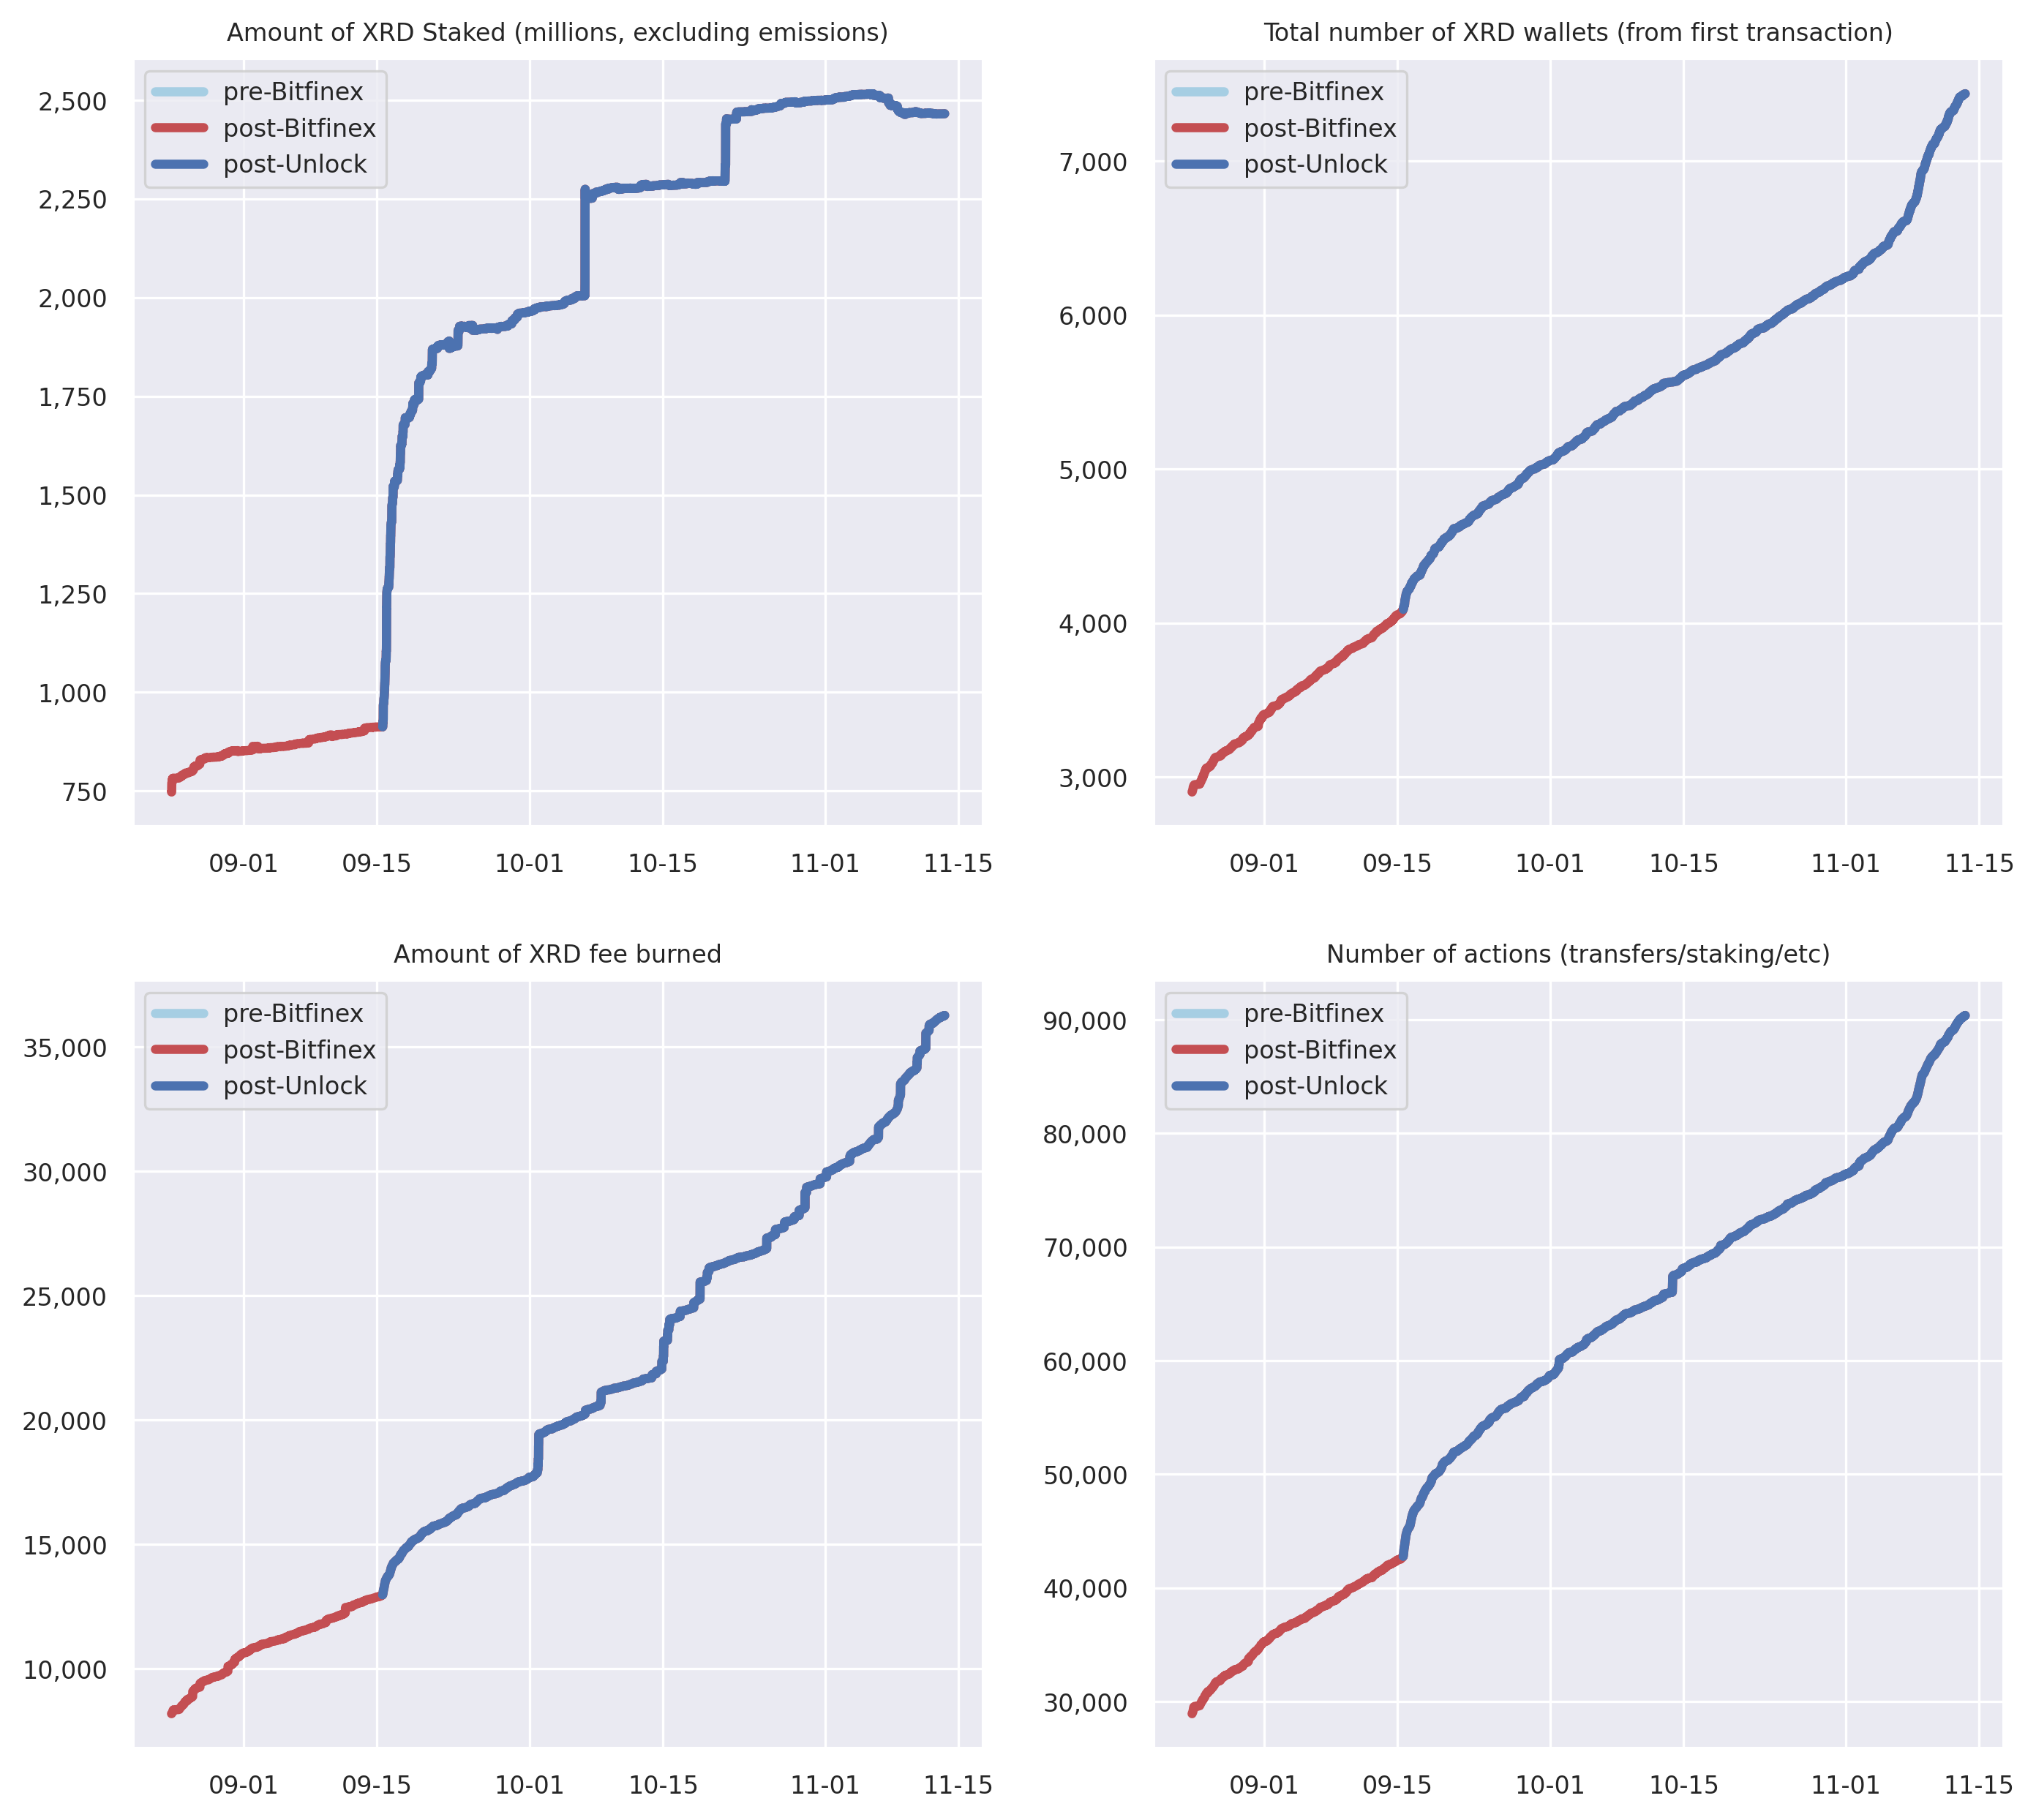 Amount of XRD Staked (millions, excluding emissions)
pre-Bitfinex
post-Bitfinex
post-Unlock
2,500
2,250
2,000
1,750
1,500
1,250
1,000
750
09-01 09-15 10-01 10-15 11-01 11-15
Total number of XRD wallets (from first transaction)
pre-Bitfinex
post-Bitfinex
post-Unlock
7,000
6,000
5,000
4,000
3,000
09-01 09-15 10-01 10-15 11-01 11-15
Amount of XRD fee burned
pre-Bitfinex
post-Bitfinex
post-Unlock
35,000
30,000
25,000
20,000
15,000
10,000
09-01 09-15 10-01 10-15 11-01 11-15
Number of actions (transfers/staking/etc)
pre-Bitfinex
post-Bitfinex
post-Unlock
90,000
80,000
70,000
60,000
50,000
40,000
30,000
09-01 09-15 10-01 10-15 11-01 11-15